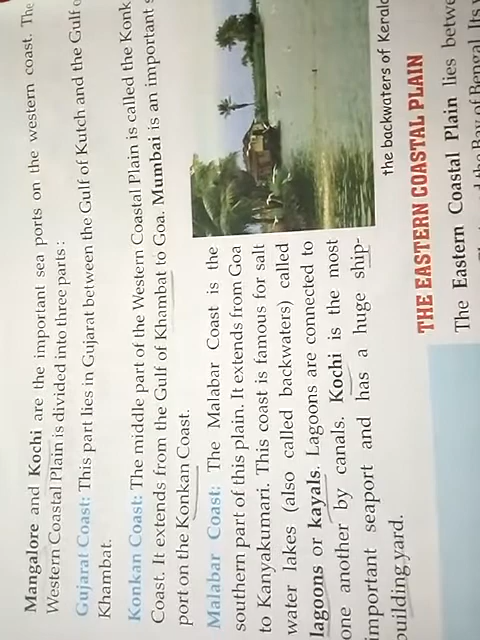 Mangalore and Kochi are the important sea ports on the western coast. The
Western Coastal Plain is divided into three parts :
Gujarat Coast: This part lies in Gujarat between the Gulf of Kutch and the Gulf
Khambat.
Konkan Coast: The middle part of the Western Coastal Plain is called the Konk
Coast. It extends from the Gulf of Khambat to Goa. Mumbai is an important
port on the Konkan Coast.
Malabar Coast: The Malabar Coast is the
southern part of this plain. It extends from Goa
to Kanyakumari. This coast is famous for salt
water lakes (also called backwaters) called
lagoons or kayals. Lagoons are connected to
one another by canals. Kochi is the most
important seaport and has a huge ship-
uilding yard.
the backwaters of Keral
THE EASTERN COASTAL PLAIN
The Eastern Coastal Plain lies betwe
the Bay of Bengal Its